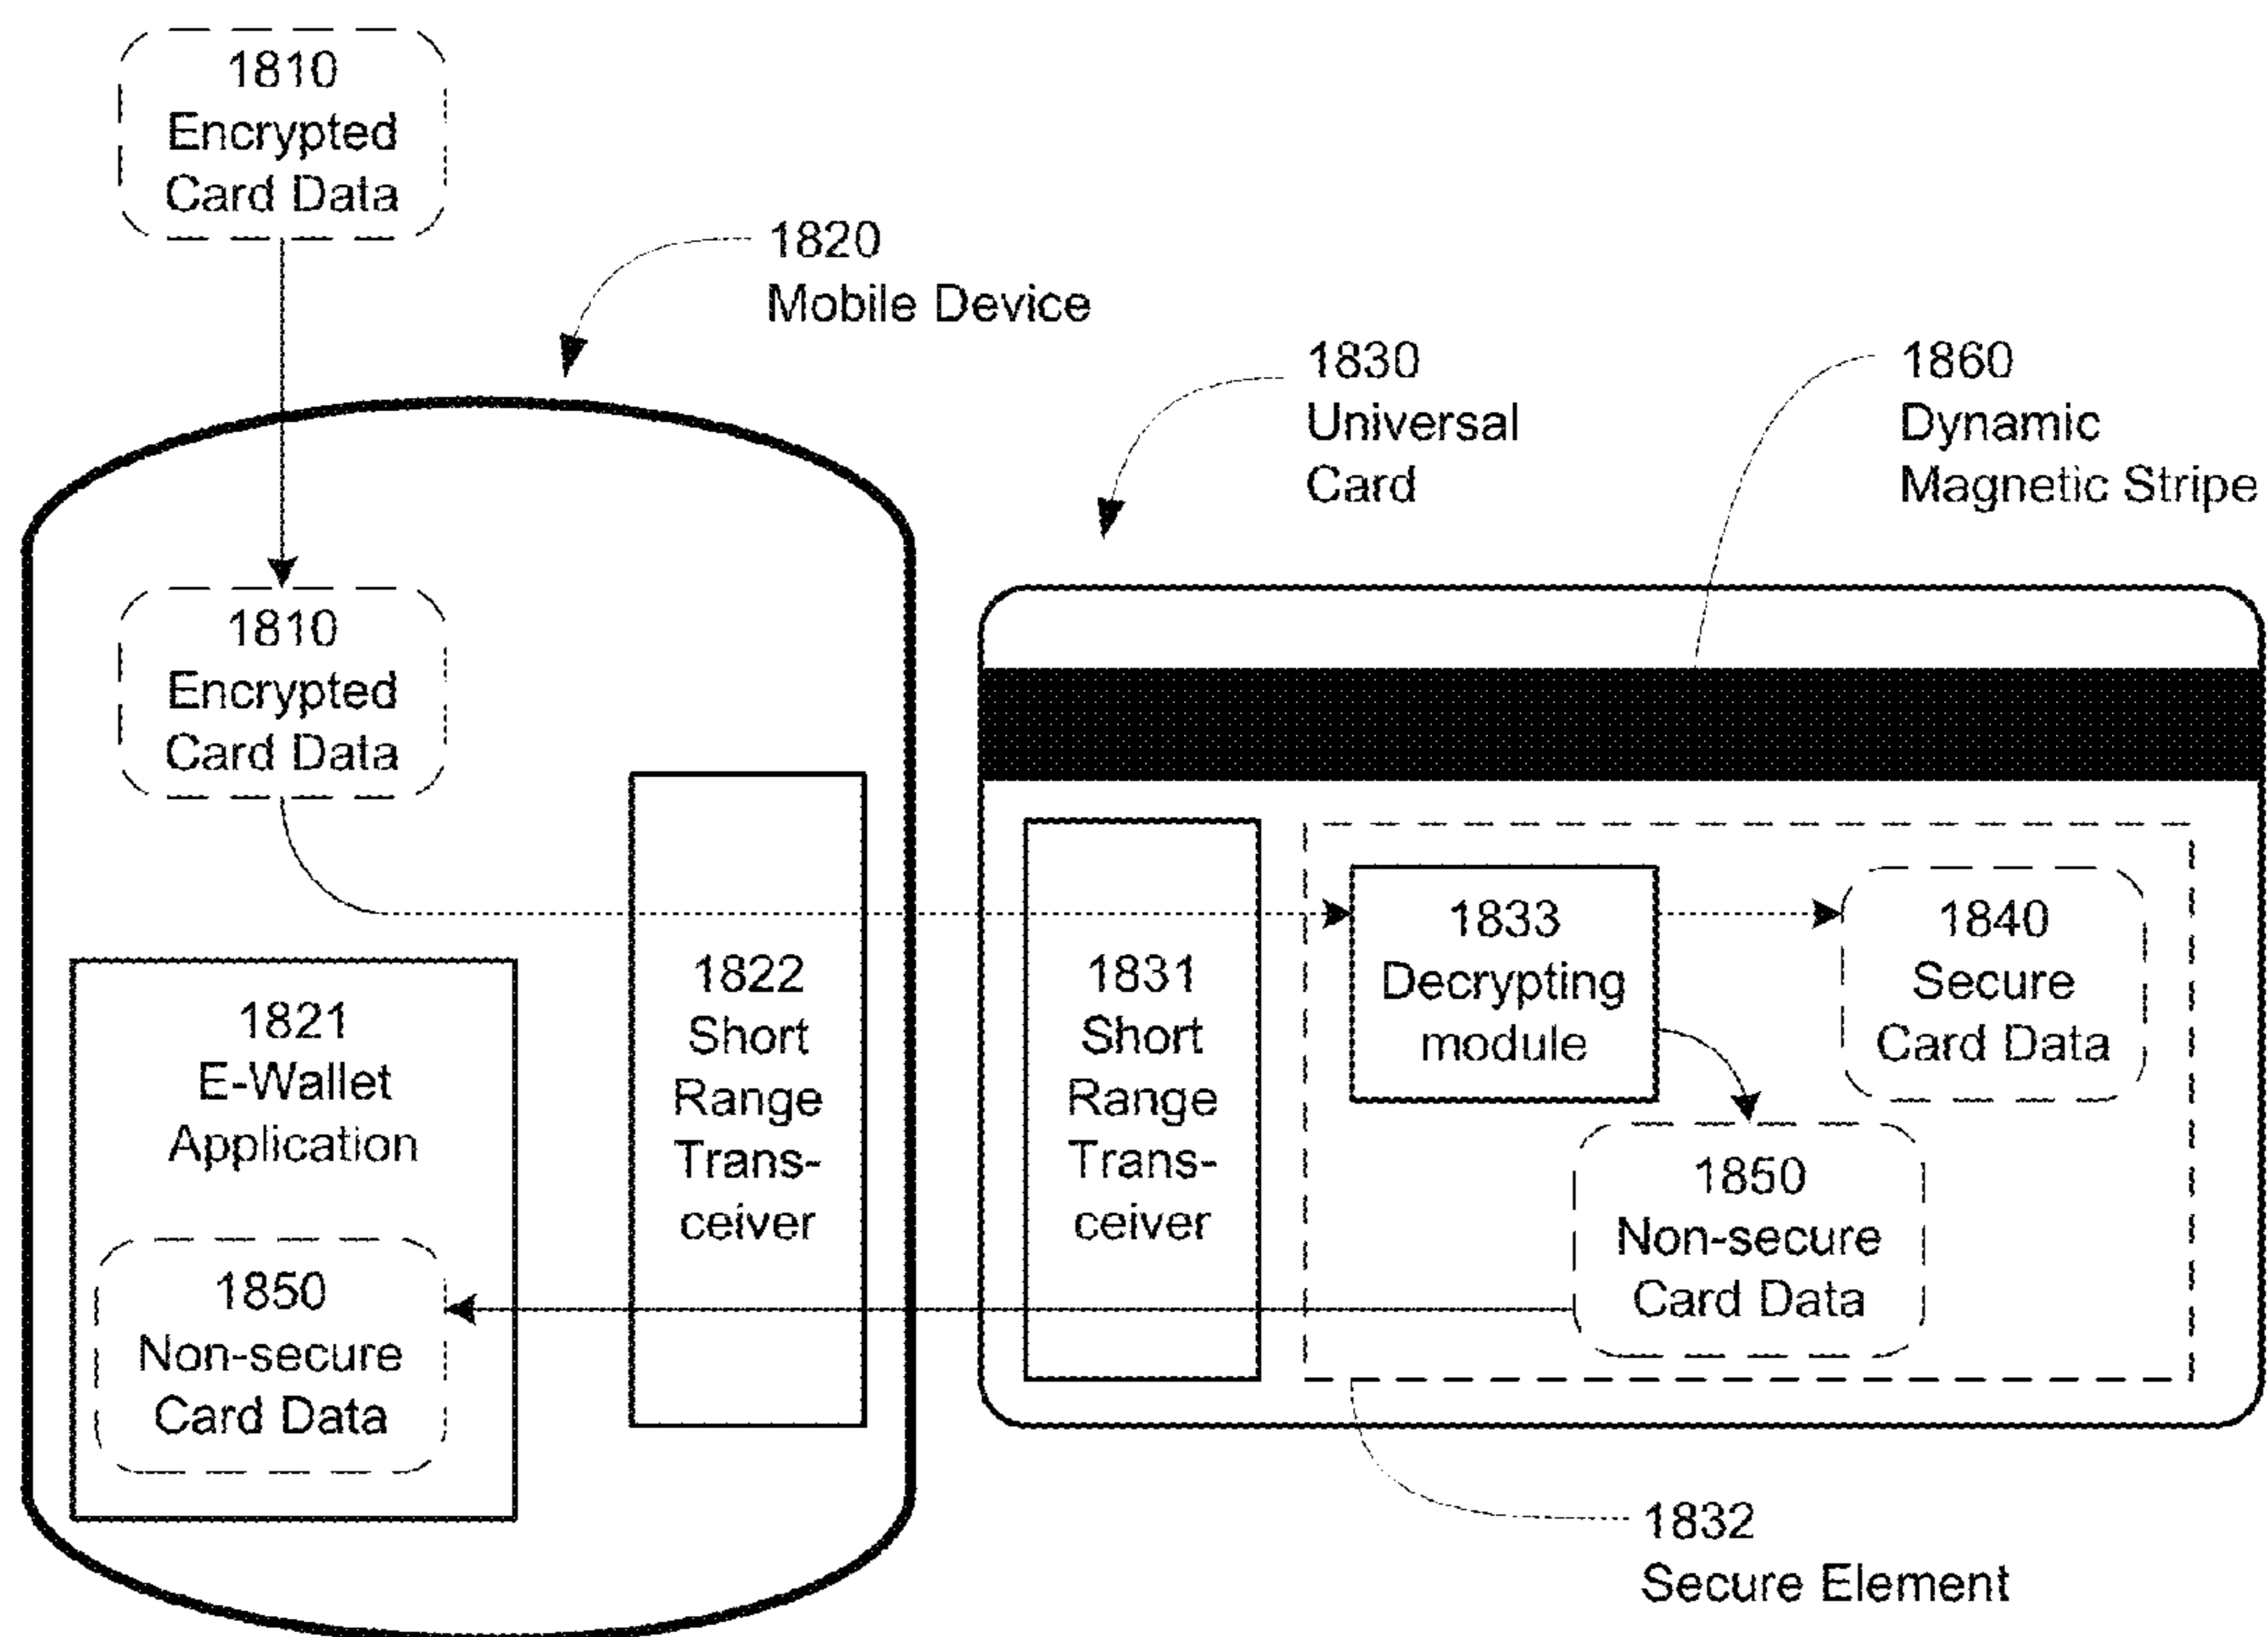 1810
Encrypted
Card Data
1820
Mobile Device
1830
Universal
Card
1860
Dynamic
Magnetic Stripe
1810
Encrypted
Card Data
1821
E-Wallet
Application
1850
Non-secure
Card Data
1822
Short
Range
Trans-
ceiver
1831
Short
Range
Trans-
ceiver
1833
Decrypting
module
1840
Secure
Card Data
1850
Non-secure
Card Data
1832
Secure Element